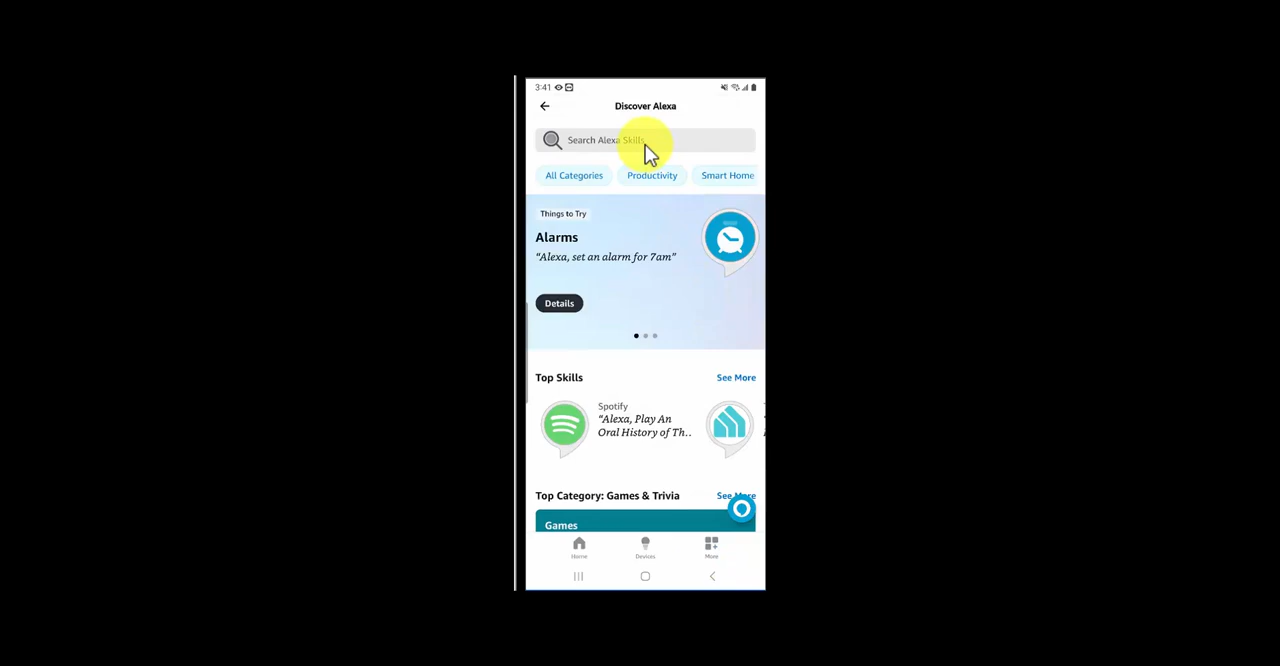 3:41
Discover Alexa
Search Alexa Skills
All Categories Productivity Smart Home
Things to Try
Alarms
“Alexa, set an alarm for 7am”
Details
Top Skills See More
Spotify
“Alexa, Play An
Oral History of Th..
Top Category: Games & Trivia See More
Games
Home Devices More